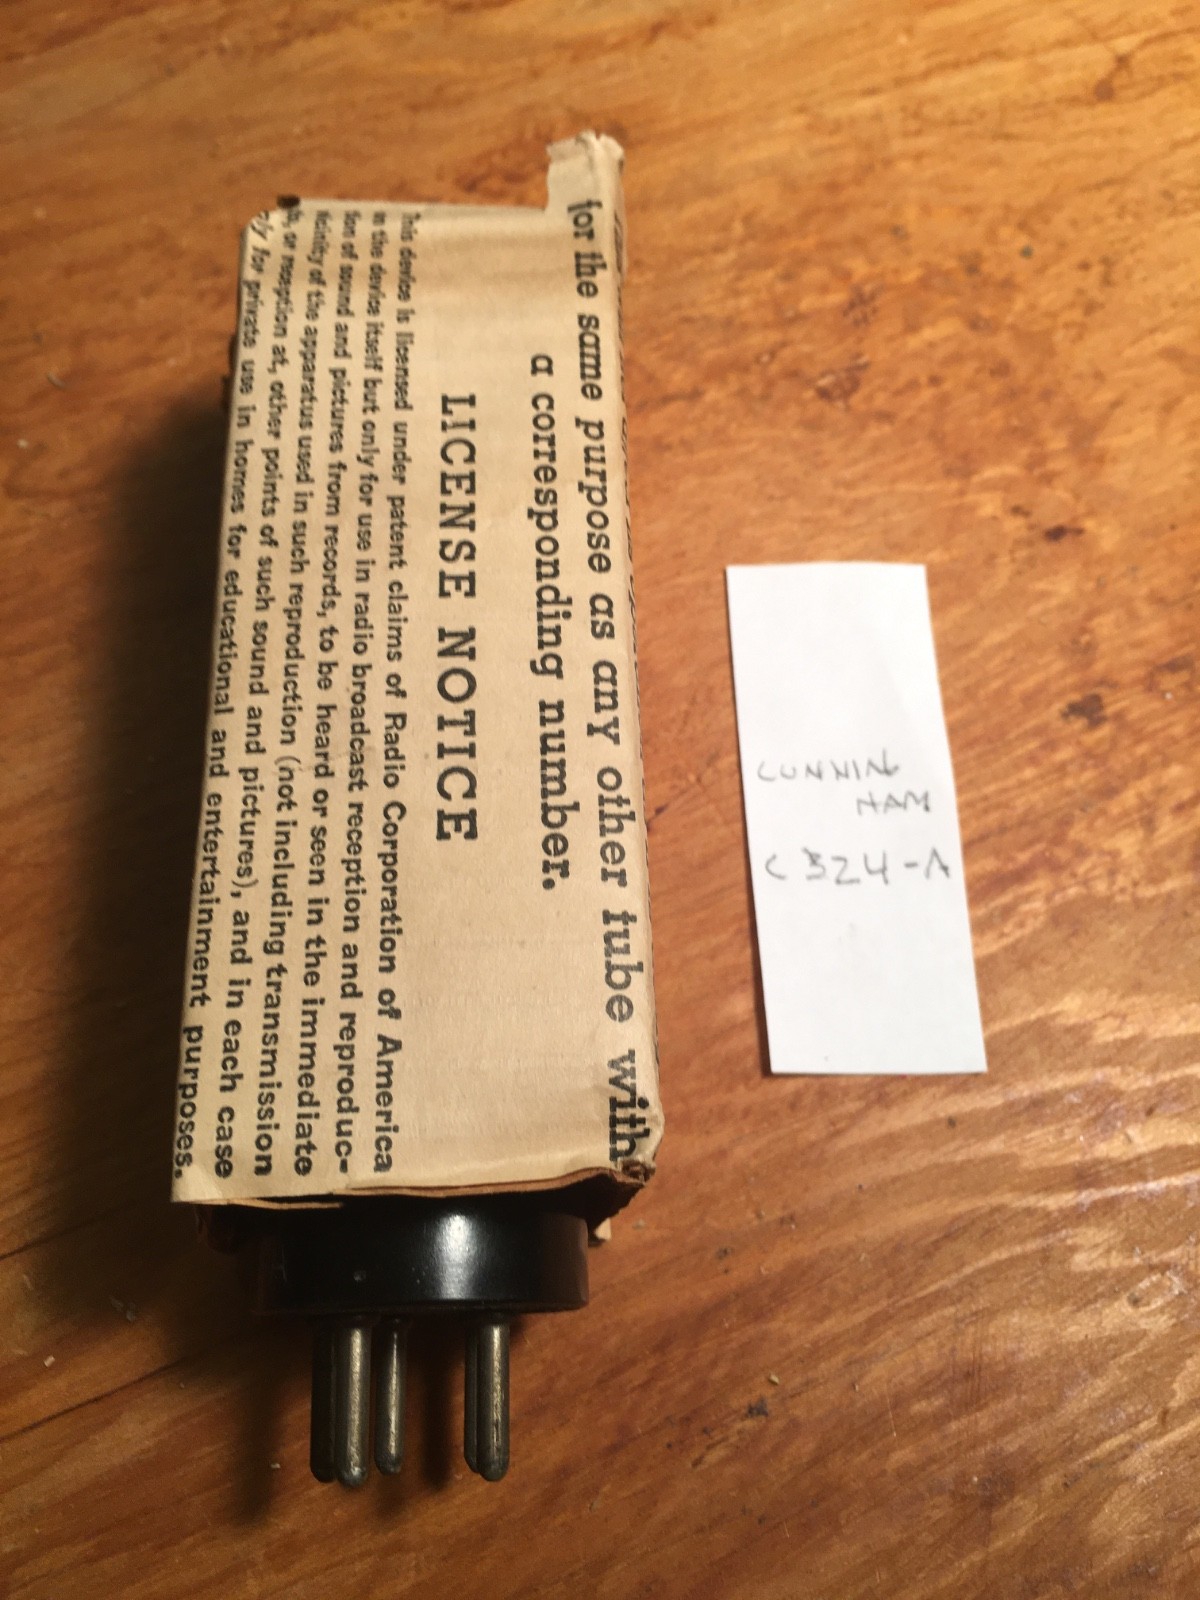 for the same purpose as any other tube with
a corresponding number.
LICENSE NOTICE
This device is licensed under patent claims of Radio Corporation of America
in the device itself but only for use in radio broadcast reception and reproduc-
tion of sound and pictures from records, to be heard or seen in the immediate
vicinity of the apparatus used in such reproduction (not including transmission
to, or reception at, other points of such sound and pictures), and in each case
only for private use in homes for educational and entertainment purposes.
CUNNING
HAM
C324-A